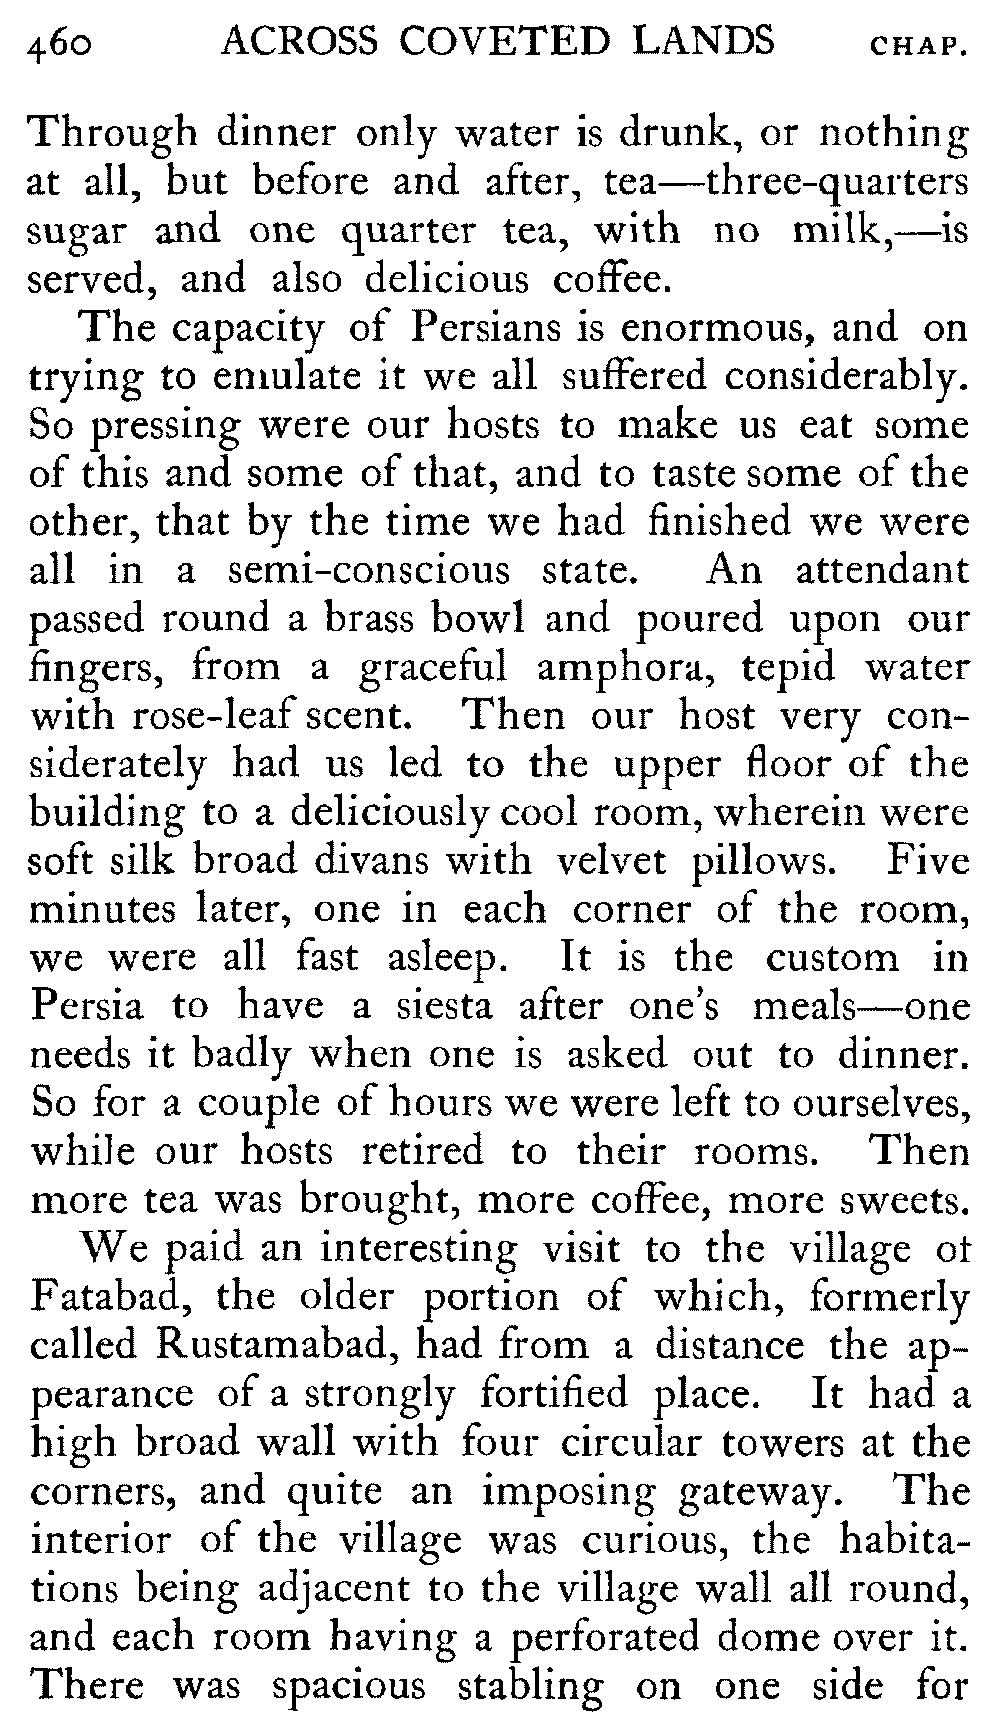 460 ACROSS COVETED LANDS CHAP.
Through dinner only water is drunk, or nothing
at all, but before and after, tea—three-quarters
sugar and one quarter tea, with no milk,—is
served, and also delicious coffee.
The capacity of Persians is enormous, and on
trying to emulate it we all suffered considerably.
So pressing were our hosts to make us eat some
of this and some of that, and to taste some of the
other, that by the time we had finished we were
all in a semi-conscious state. An attendant
passed round a brass bowl and poured upon our
fingers, from a graceful amphora, tepid water
with rose-leaf scent. Then our host very con-
siderately had us led to the upper floor of the
building to a deliciously cool room, wherein were
soft silk broad divans with velvet pillows. Five
minutes later, one in each corner of the room,
we were all fast asleep. It is the custom in
Persia to have a siesta after one's meals—one
needs it badly when one is asked out to dinner.
So for a couple of hours we were left to ourselves,
while our hosts retired to their rooms. Then
more tea was brought, more coffee, more sweets.
We paid an interesting visit to the village of
Fatabad, the older portion of which, formerly
called Rustamabad, had from a distance the ap-
pearance of a strongly fortified place. It had a
high broad wall with four circular towers at the
corners, and quite an imposing gateway. The
interior of the village was curious, the habita-
tions being adjacent to the village wall all round,
and each room having a perforated dome over it.
There was spacious stabling on one side for